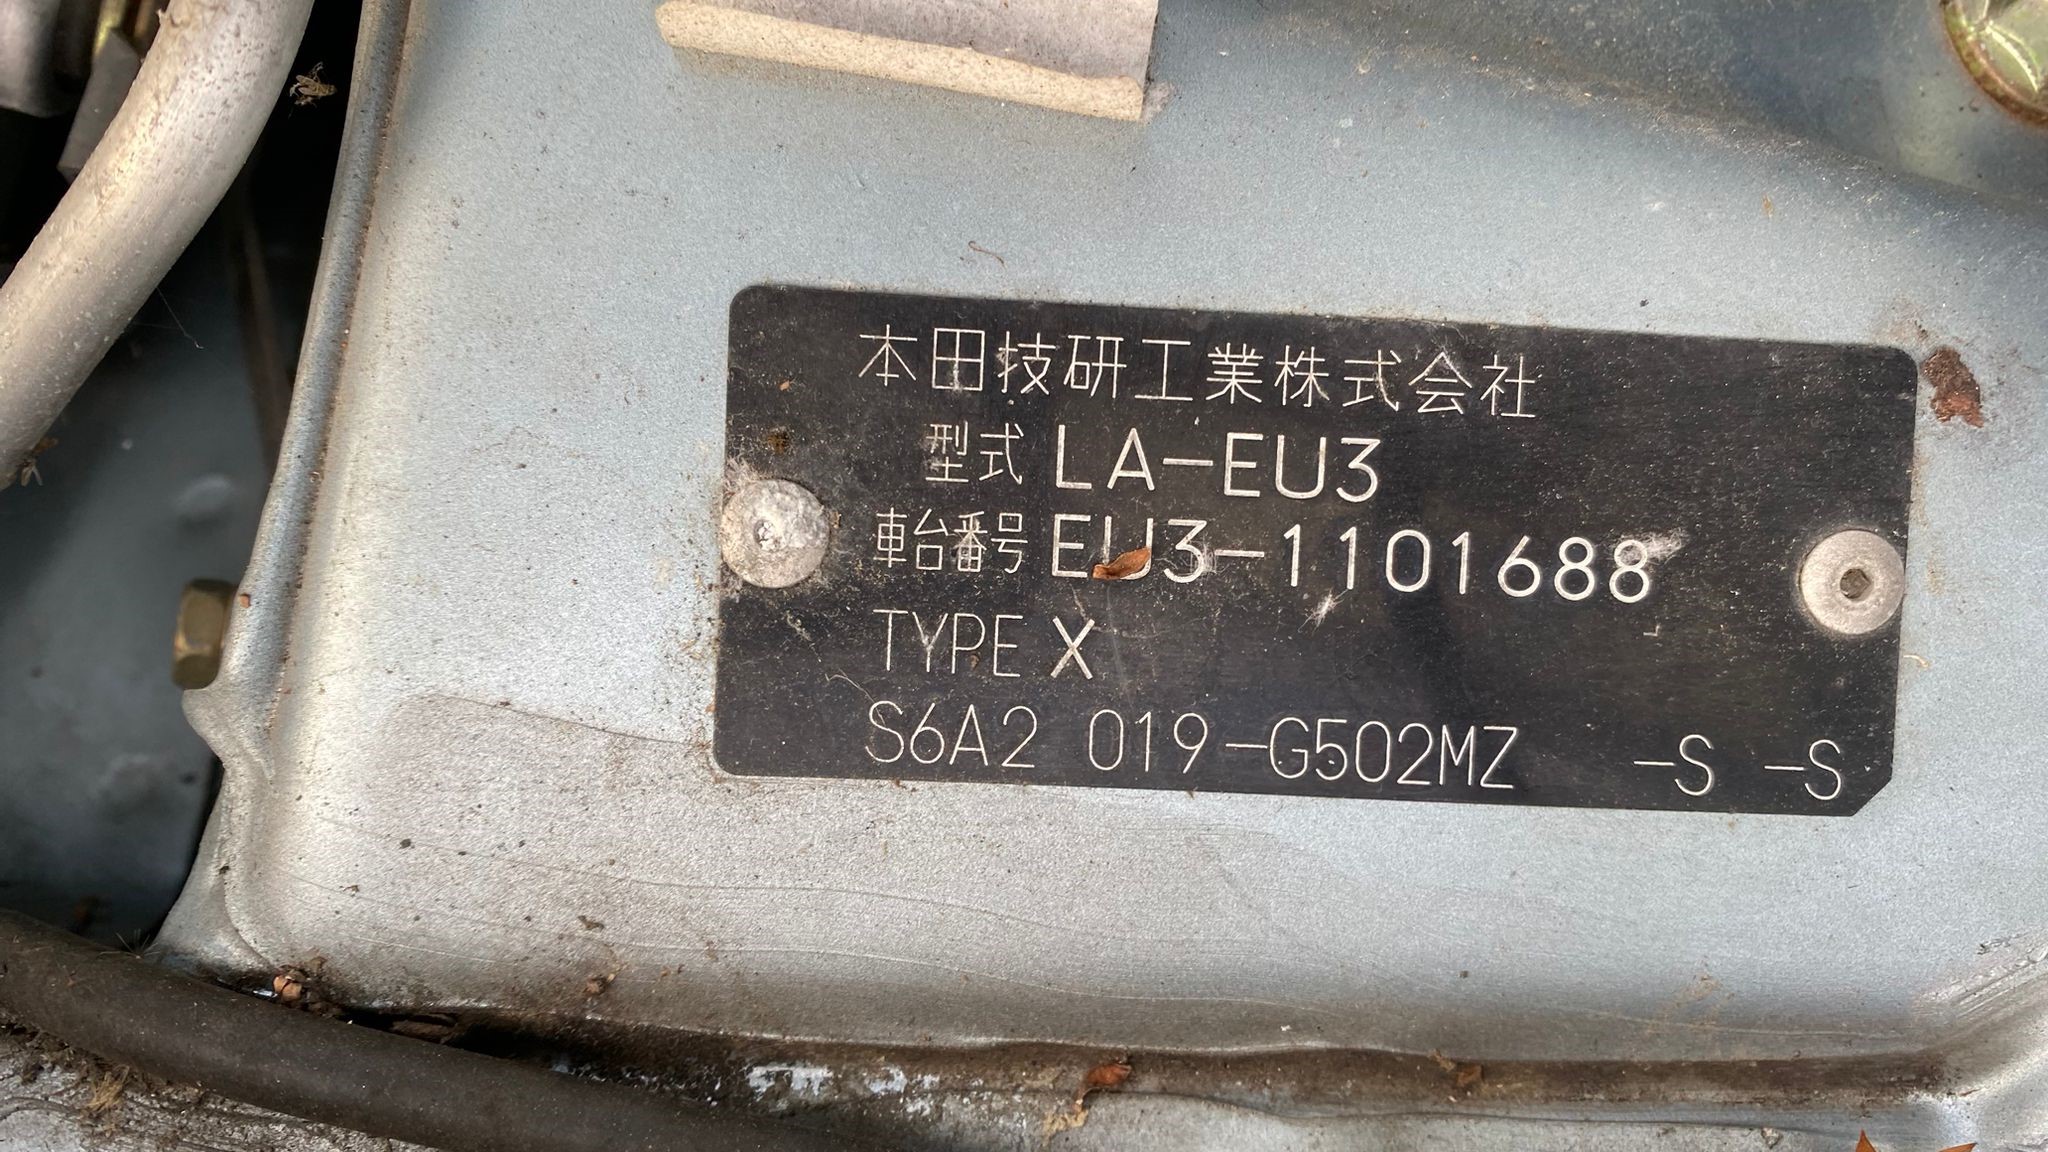 本田技研工業株式会社
型式 LA-EU3
車台番号 EU3-1101688
TYPE X
S6A2 019-G502MZ -S -S